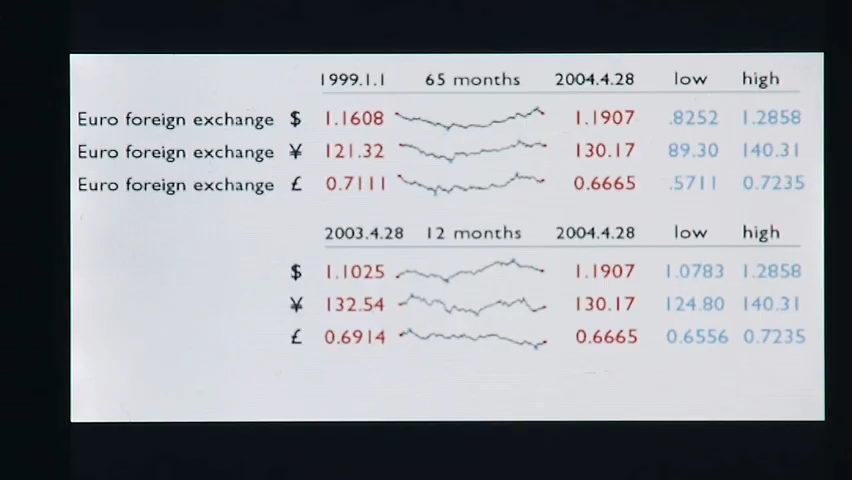 1999.1.1 65 months 2004.4.28 low high
Euro foreign exchange $ 1.1608 1.1907 .8252 1.2858
Euro foreign exchange ¥ 121.32 130.17 89.30 140.31
Euro foreign exchange £ 0.7111 0.6665 .5711 0.7235
2003.4.28 12 months 2004.4.28 low high
$ 1.1025 1.1907 1.0783 1.2858
¥ 132.54 130.17 124.80 140.31
£ 0.6914 0.6665 0.6556 0.7235